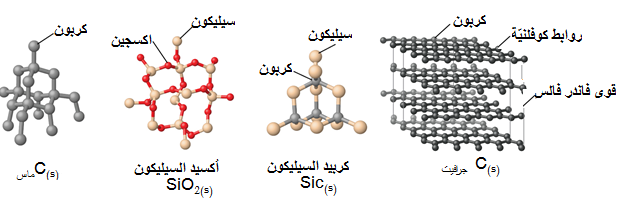 كربون
ماس C(s)
سيليكون
اكسجين
أكسيد السيليكون
SiO2(s)
سيليكون
كربون
كربيد السيليكون
Sic(s)
كربون
روابط كوفلنيّة
قوى فاندر فالس
C(s) جرافيت